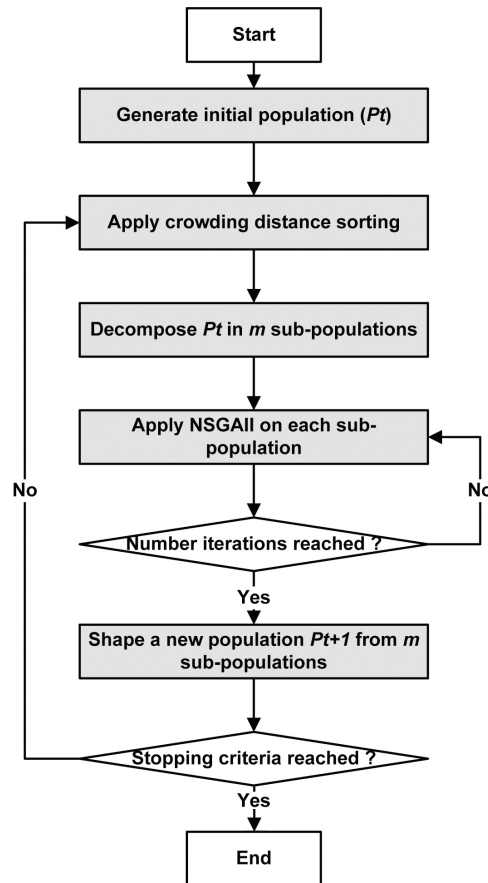 Start
Generate initial population (Pt)
Apply crowding distance sorting
Decompose Pt in m sub-populations
Apply NSGAII on each sub-
population
No
No
Number iterations reached ?
Yes
Shape a new population Pt+1 from m
sub-populations
Stopping criteria reached ?
Yes
End